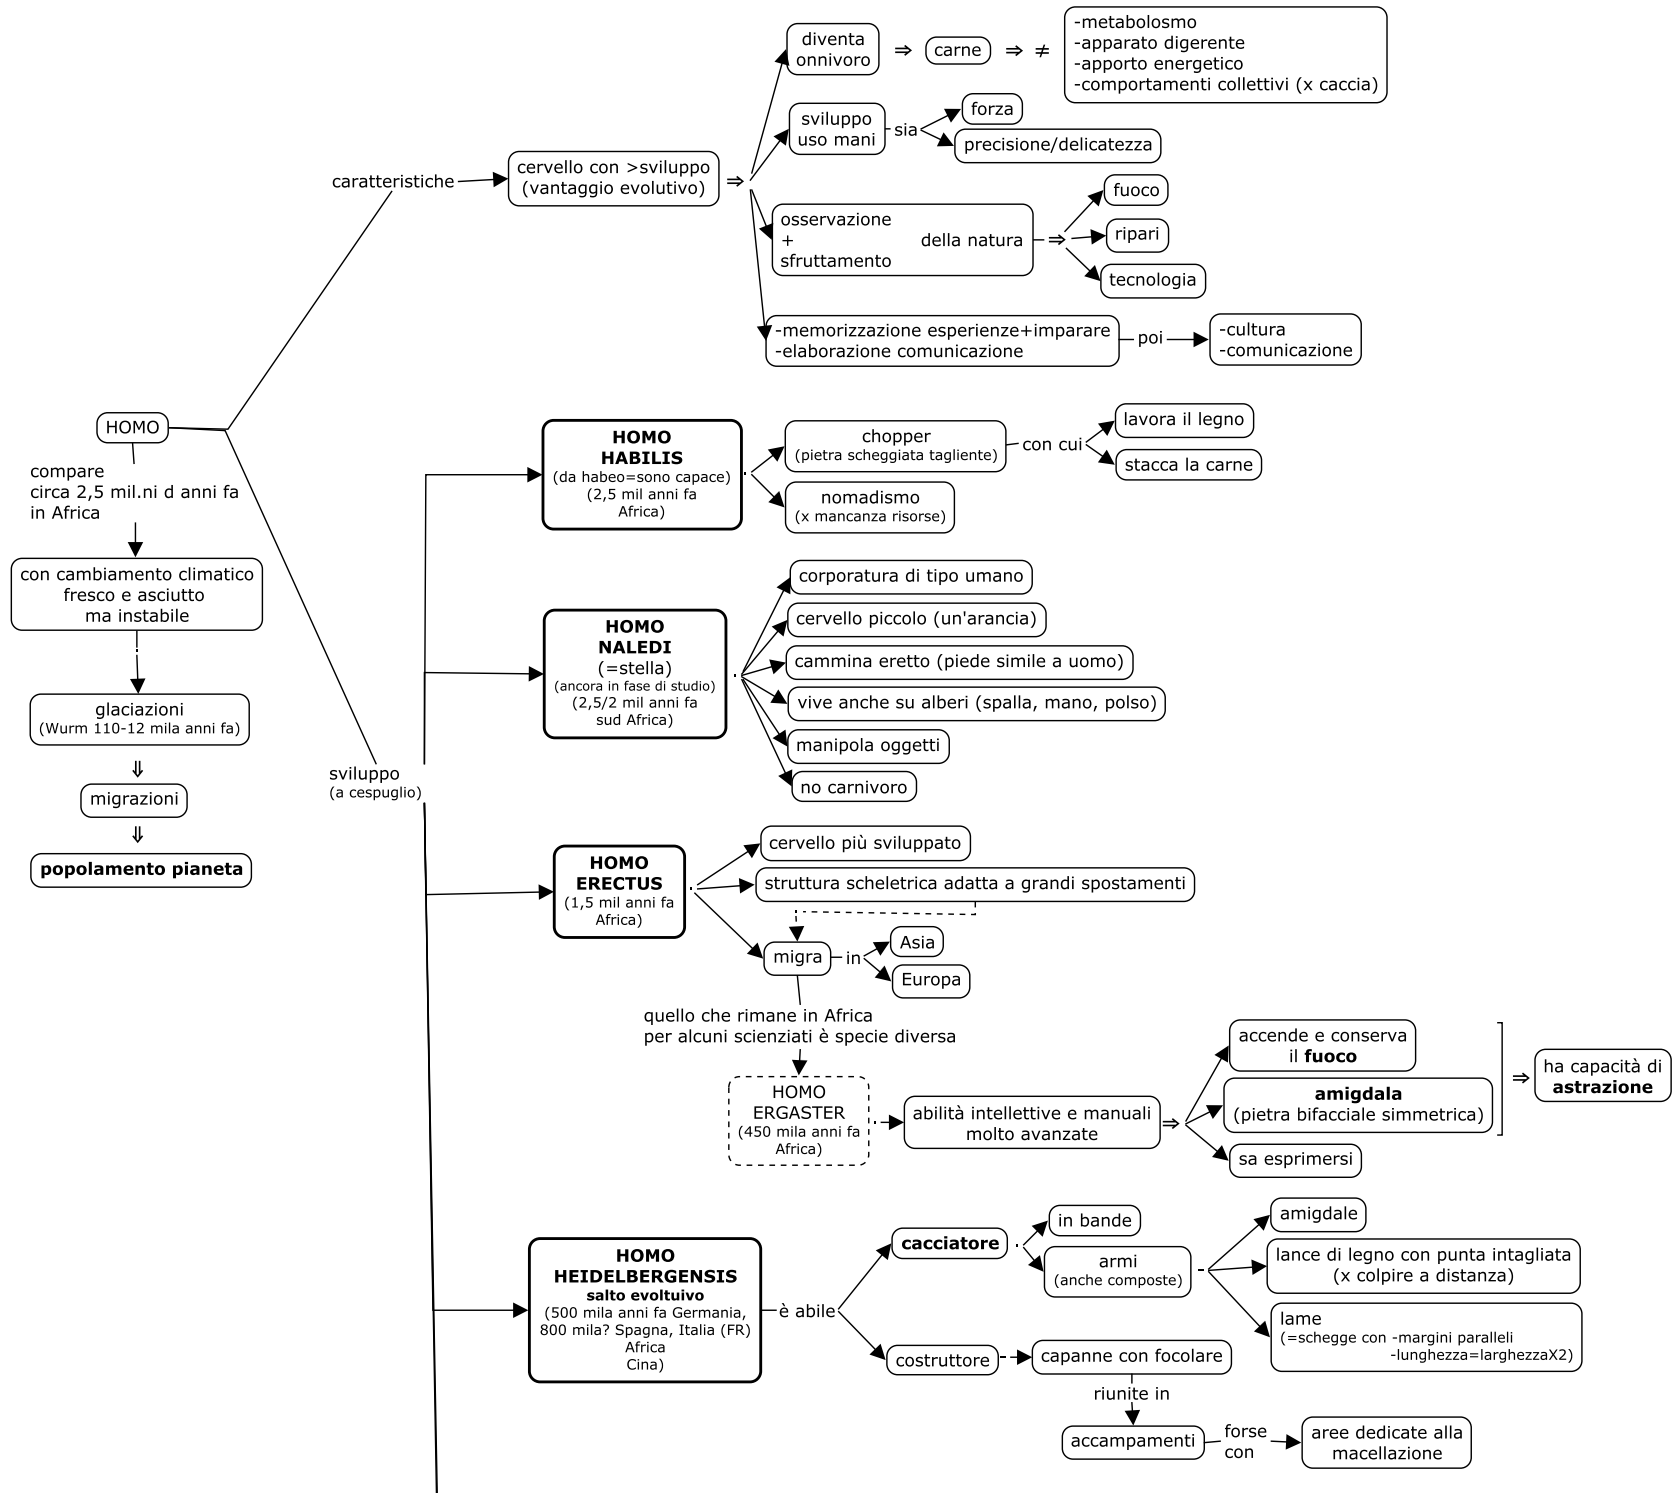 HOMO
compare
circa 2,5 mil.ni d anni fa
in Africa
con cambiamento climatico
fresco e asciutto
ma instabile
glaciazioni
(Wurm 110-12 mila anni fa)
⇓
migrazioni
⇓
popolamento pianeta
caratteristiche
cervello con >sviluppo
(vantaggio evolutivo)
⇒
diventa
onnivoro
⇒
carne
⇒ ≠
-metabolosmo
-apparato digerente
-apporto energetico
-comportamenti collettivi (x caccia)
sviluppo
uso mani
sia
forza
precisione/delicatezza
osservazione
+ della natura
sfruttamento
⇒
fuoco
ripari
tecnologia
-memorizzazione esperienze+imparare
-elaborazione comunicazione
poi
-cultura
-comunicazione
sviluppo
(a cespuglio)
HOMO
HABILIS
(da habeo=sono capace)
(2,5 mil anni fa
Africa)
chopper
(pietra scheggiata tagliente)
con cui
lavora il legno
stacca la carne
nomadismo
(x mancanza risorse)
HOMO
NALEDI
(=stella)
(ancora in fase di studio)
(2,5/2 mil anni fa
sud Africa)
corporatura di tipo umano
cervello piccolo (un'arancia)
cammina eretto (piede simile a uomo)
vive anche su alberi (spalla, mano, polso)
manipola oggetti
no carnivoro
HOMO
ERECTUS
(1,5 mil anni fa
Africa)
cervello più sviluppato
struttura scheletrica adatta a grandi spostamenti
migra
in
Asia
Europa
quello che rimane in Africa
per alcuni scienziati è specie diversa
HOMO
ERGASTER
(450 mila anni fa
Africa)
abilità intellettive e manuali
molto avanzate
⇒
accende e conserva
il fuoco
amigdala
(pietra bifacciale simmetrica)
sa esprimersi
⇒
ha capacità di
astrazione
HOMO
HEIDELBERGENSIS
salto evoltuivo
(500 mila anni fa Germania,
800 mila? Spagna, Italia (FR)
Africa
Cina)
è abile
cacciatore
in bande
armi
(anche composte)
amigdale
lance di legno con punta intagliata
(x colpire a distanza)
lame
(=schegge con -margini paralleli
-lunghezza=larghezzaX2)
costruttore
capanne con focolare
riunite in
accampamenti
forse
con
aree dedicate alla
macellazione